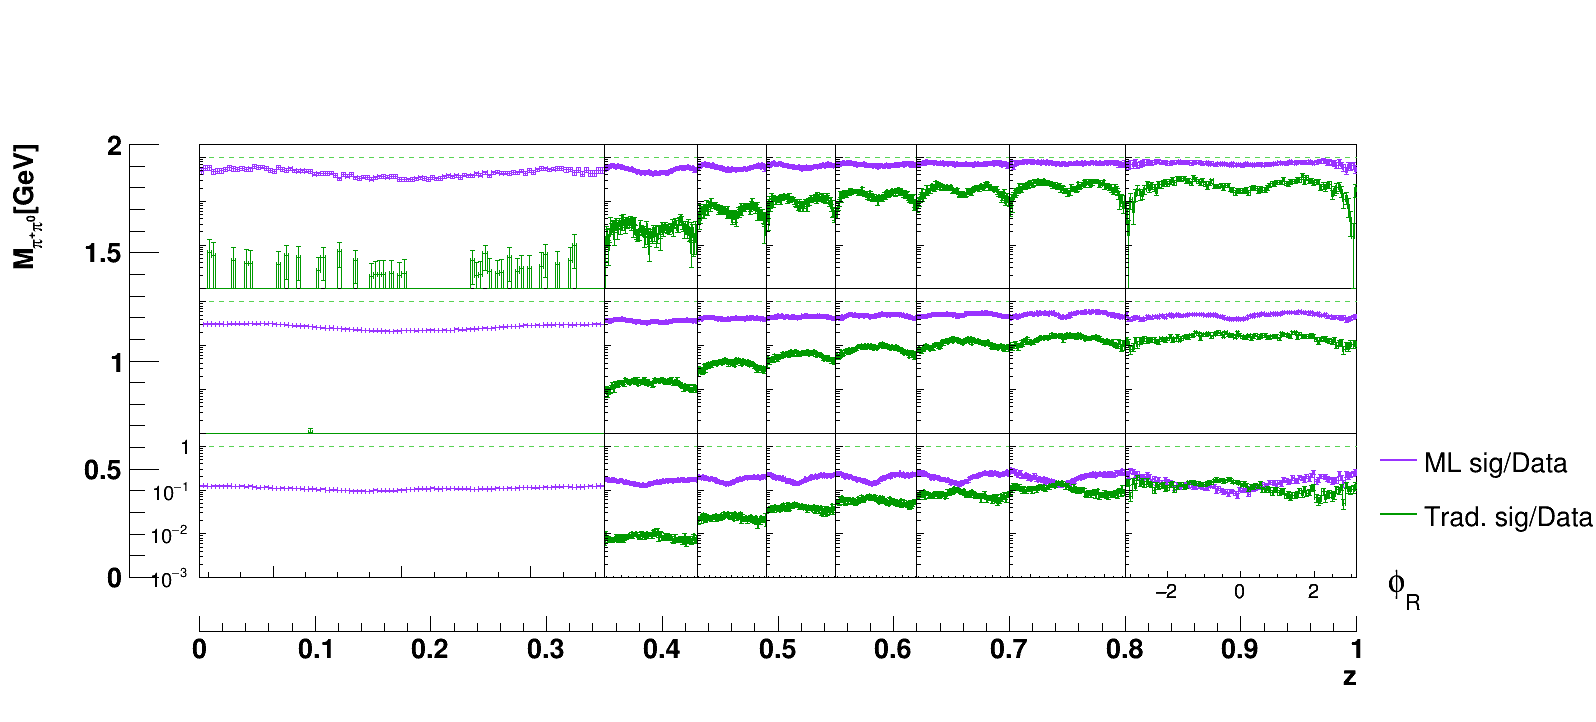 M π⁺π⁰ [GeV]
2
1.5
1
0.5
0
1
10⁻¹
10⁻²
10⁻³
ML sig/Data
Trad. sig/Data
−2 0 2
ϕ_R
0 0.1 0.2 0.3 0.4 0.5 0.6 0.7 0.8 0.9 1
z